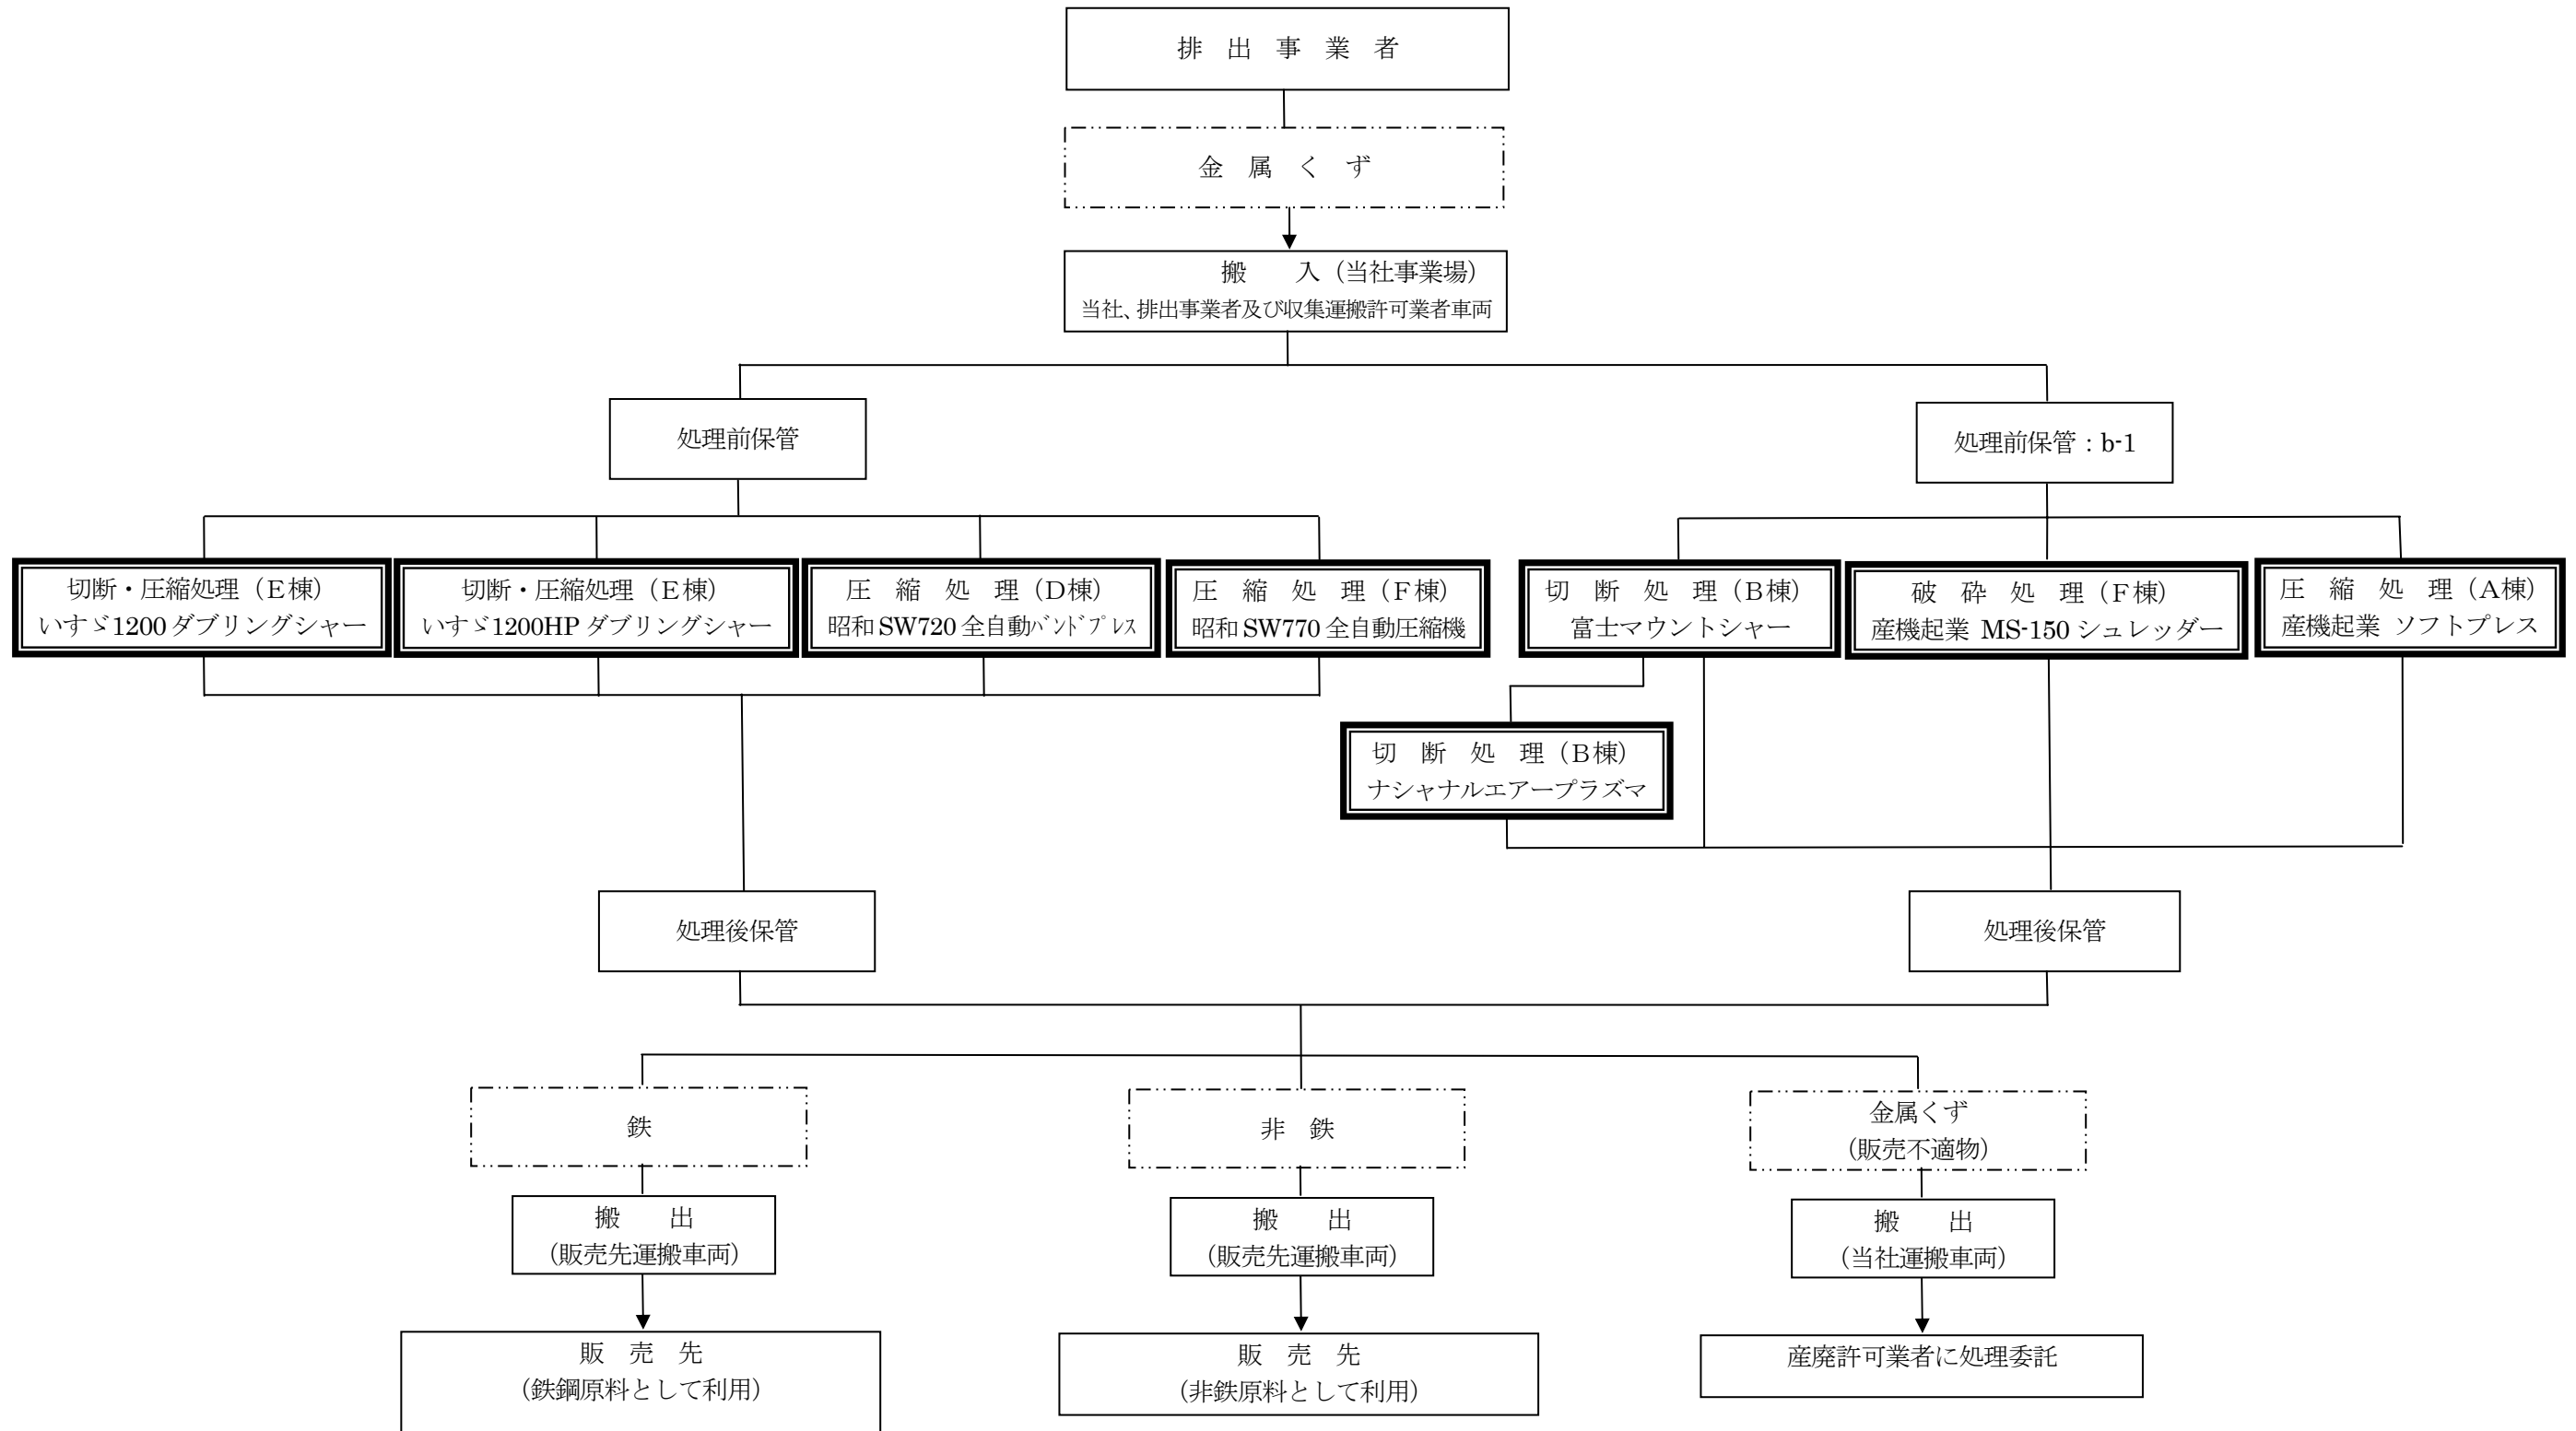 排　出　事　業　者
金　属　く　ず
搬　　入（当社事業場）
当社、排出事業者及び収集運搬許可業者車両
処理前保管
処理前保管：b-1
切断・圧縮処理（Ｅ棟）
いすゞ1200 ダブリングシャー
切断・圧縮処理（Ｅ棟）
いすゞ1200HP ダブリングシャー
圧　縮　処　理（Ｄ棟）
昭和 SW720 全自動ﾊﾞﾝﾄﾞﾌﾟﾚｽ
圧　縮　処　理（Ｆ棟）
昭和 SW770 全自動圧縮機
切　断　処　理（Ｂ棟）
富士マウントシャー
破　砕　処　理（Ｆ棟）
産機起業 MS-150 シュレッダー
圧　縮　処　理（Ａ棟）
産機起業 ソフトプレス
切　断　処　理（Ｂ棟）
ナシャナルエアープラズマ
処理後保管
処理後保管
鉄
非　鉄
金属くず
（販売不適物）
搬　　出
（販売先運搬車両）
搬　　出
（販売先運搬車両）
搬　　出
（当社運搬車両）
販　売　先
（鉄鋼原料として利用）
販　売　先
（非鉄原料として利用）
産廃許可業者に処理委託